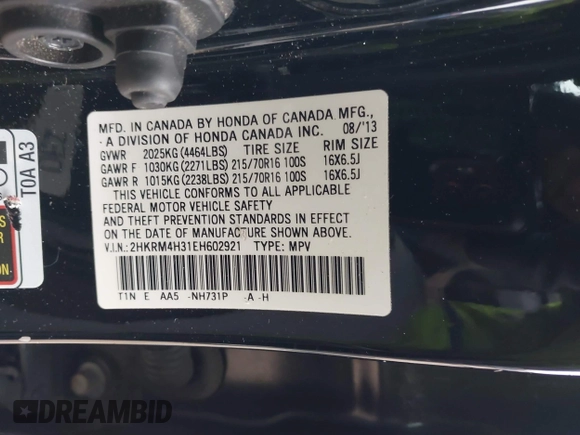 MFD. IN CANADA BY HONDA OF CANADA MFG.,
A DIVISION OF HONDA CANADA INC. 08/'13
GVWR 2025KG (4464LBS) TIRE SIZE RIM SIZE
GAWR F 1030KG (2271LBS) 215/70R16 100S 16X6.5J
GAWR R 1015KG (2238LBS) 215/70R16 100S 16X6.5J
THIS VEHICLE CONFORMS TO ALL APPLICABLE
FEDERAL MOTOR VEHICLE SAFETY
AND THEFT PREVENTION STANDARDS IN EFFECT
ON THE DATE OF MANUFACTURE SHOWN ABOVE.
V.I.N.: 2HKRM4H31EH602921 TYPE: MPV
T1N E AA5 -NH731P -A -H
T0A A3
DREAMBID